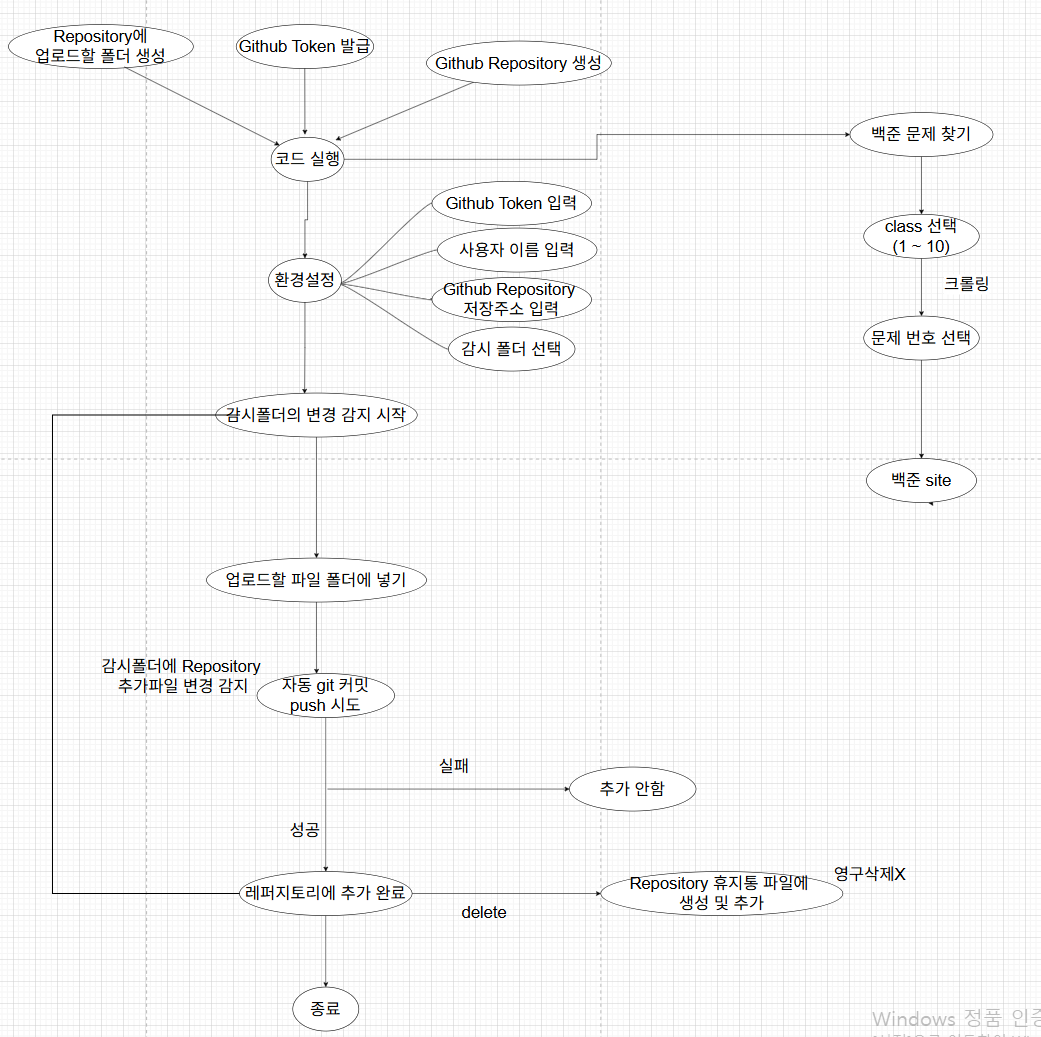 Repository에
업로드할 폴더 생성
Github Token 발급
Github Repository 생성
코드 실행
백준 문제 찾기
Github Token 입력
class 선택
(1 ~ 10)
사용자 이름 입력
환경설정
크롤링
Github Repository
저장주소 입력
문제 번호 선택
감시 폴더 선택
감시폴더의 변경 감지 시작
백준 site
업로드할 파일 폴더에 넣기
감시폴더에 Repository
추가파일 변경 감지
자동 git 커밋
push 시도
실패
추가 안함
성공
레퍼지토리에 추가 완료
delete
Repository 휴지통 파일에
생성 및 추가
영구삭제X
종료
Windows 정품 인증